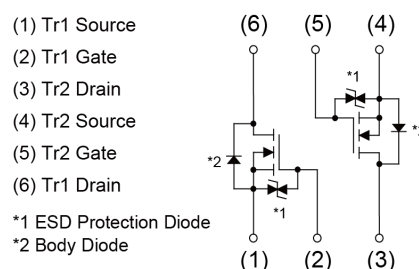 (1) Tr1 Source
(2) Tr1 Gate
(3) Tr2 Drain
(4) Tr2 Source
(5) Tr2 Gate
(6) Tr1 Drain
*1 ESD Protection Diode
*2 Body Diode
(6) (5) (4)
*1
*2
*1
(1) (2) (3)